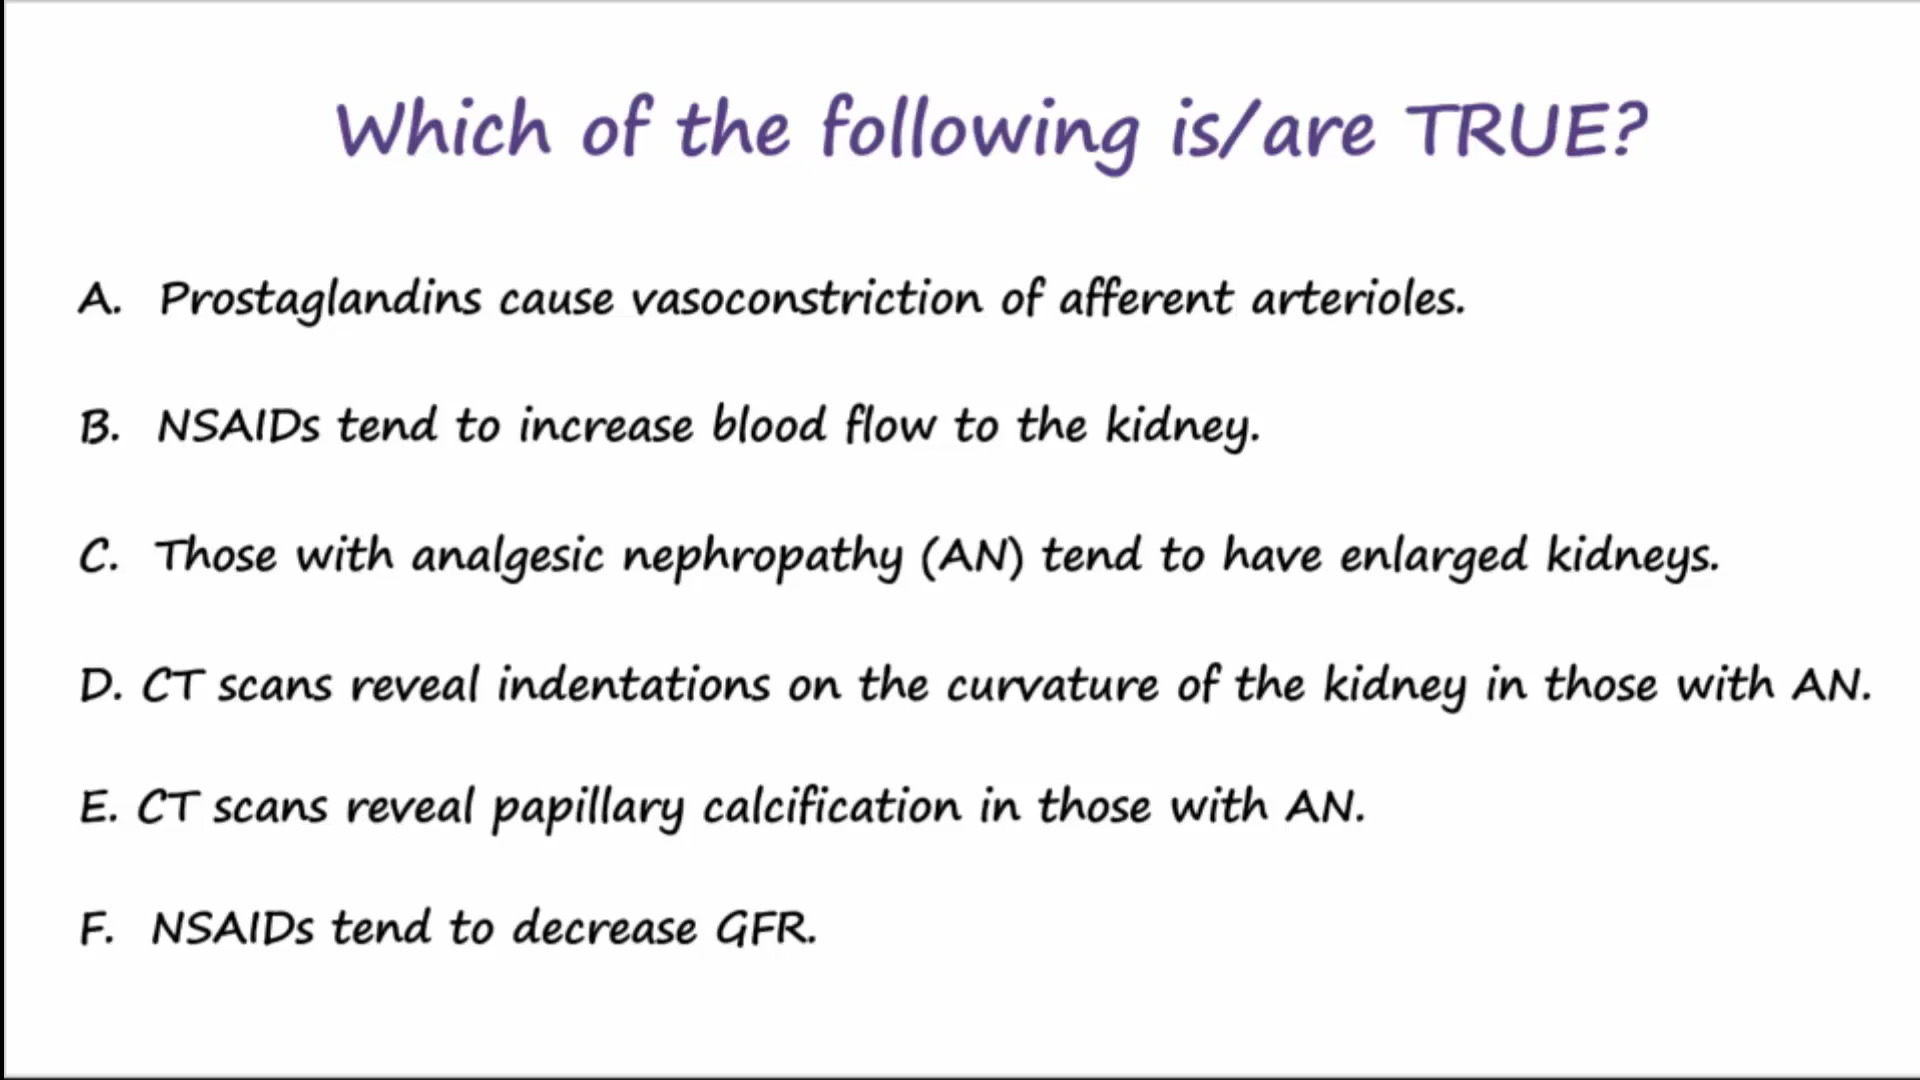 Which of the following is/are TRUE?
A. Prostaglandins cause vasoconstriction of afferent arterioles.
B. NSAIDs tend to increase blood flow to the kidney.
C. Those with analgesic nephropathy (AN) tend to have enlarged kidneys.
D. CT scans reveal indentations on the curvature of the kidney in those with AN.
E. CT scans reveal papillary calcification in those with AN.
F. NSAIDs tend to decrease GFR.